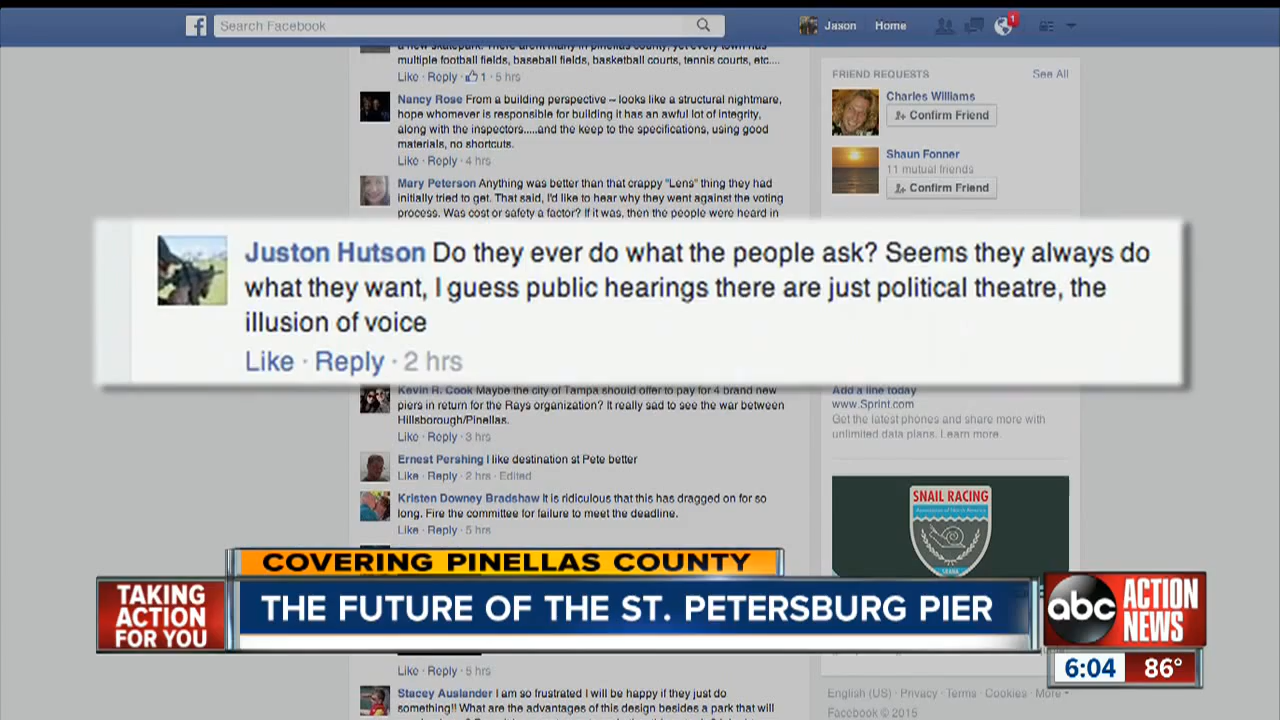 Search Facebook
Jason Home
1
multiple football fields, baseball fields, basketball courts, tennis courts, etc....
Like · Reply · 1 · 5 hrs
Nancy Rose From a building perspective – looks like a structural nightmare,
hope whomever is responsible for building it has an awful lot of integrity,
along with the inspectors.....and the keep to the specifications, using good
materials, no shortcuts.
Like · Reply · 4 hrs
Mary Peterson Anything was better than that crappy "Lens" thing they had
initially tried to get. That said, I'd like to hear why they went against the voting
process. Was cost or safety a factor? If it was, then the people were heard in
FRIEND REQUESTS See All
Charles Williams
Confirm Friend
Shaun Fonner
11 mutual friends
Confirm Friend
Juston Hutson Do they ever do what the people ask? Seems they always do
what they want, I guess public hearings there are just political theatre, the
illusion of voice
Like · Reply · 2 hrs
Kevin R. Cook Maybe the city of Tampa should offer to pay for 4 brand new
piers in return for the Rays organization? It really sad to see the war between
Hillsborough/Pinellas.
Like · Reply · 3 hrs
Ernest Pershing I like destination st Pete better
Like · Reply · 2 hrs · Edited
Kristen Downey Bradshaw It is ridiculous that this has dragged on for so
long. Fire the committee for failure to meet the deadline.
Like · Reply · 5 hrs
Add a line today
www.Sprint.com
Get the latest phones and share more with
unlimited data plans. Learn more.
SNAIL RACING
COVERING PINELLAS COUNTY
TAKING
ACTION
FOR YOU
THE FUTURE OF THE ST. PETERSBURG PIER
abc
ACTION
NEWS
6:04 86°
Like · Reply · 5 hrs
Stacey Auslander I am so frustrated I will be happy if they just do
something!! What are the advantages of this design besides a pier that
English (US) · Privacy · Terms · Cookies · More
Facebook © 2015